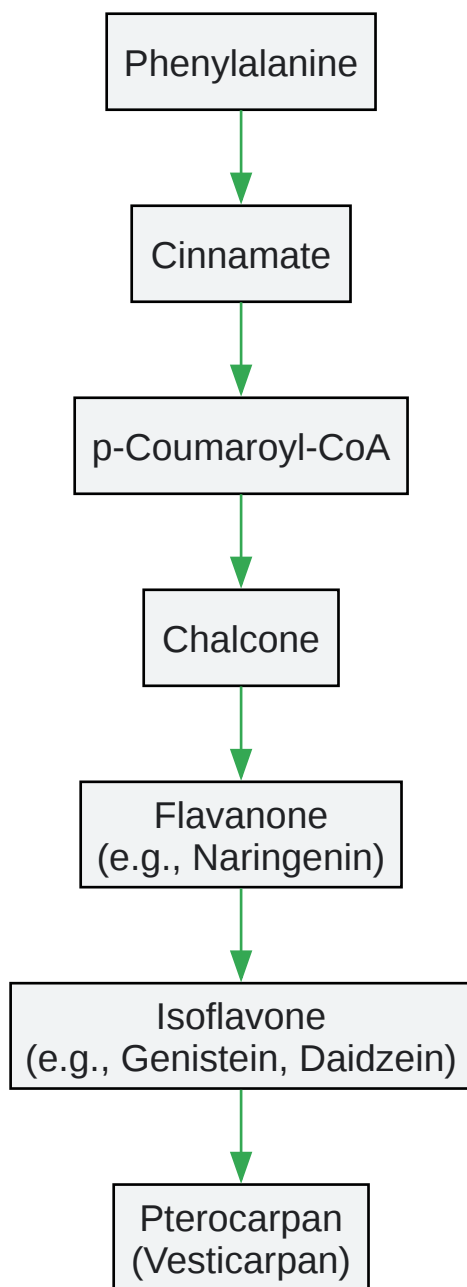 Phenylalanine
Cinnamate
p-Coumaroyl-CoA
Chalcone
Flavanone
(e.g., Naringenin)
Isoflavone
(e.g., Genistein, Daidzein)
Pterocarpan
(Vesticarpan)